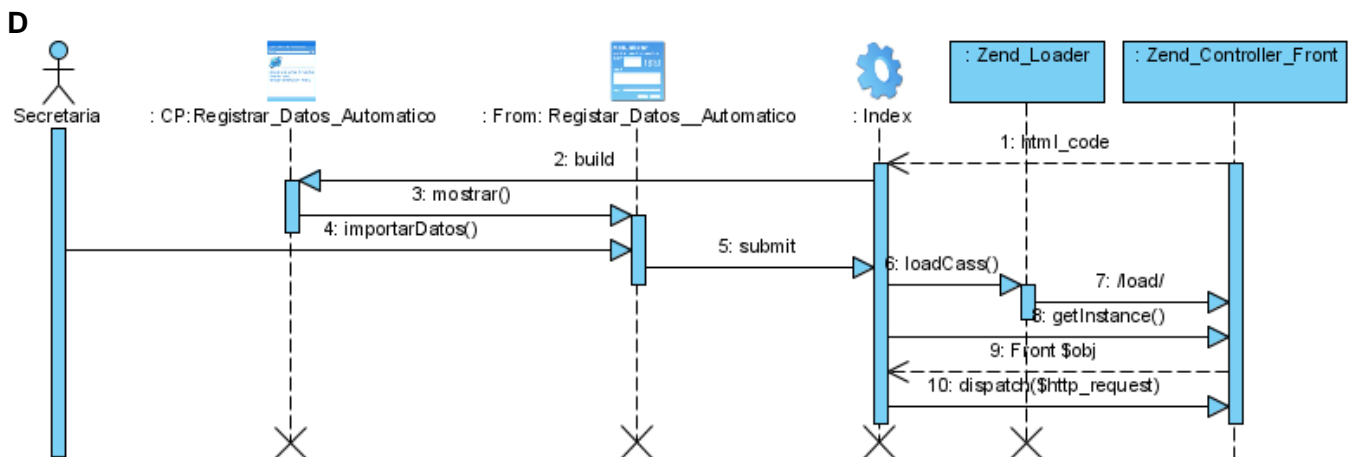 D
Secretaria
: CP:Registrar_Datos_Automatico
: From: Registar_Datos__Automatico
: Index
: Zend_Loader
: Zend_Controller_Front
1: html_code
2: build
3: mostrar()
4: importarDatos()
5: submit
6: loadCass()
7: /load/
8: getInstance()
9: Front $obj
10: dispatch($http_request)